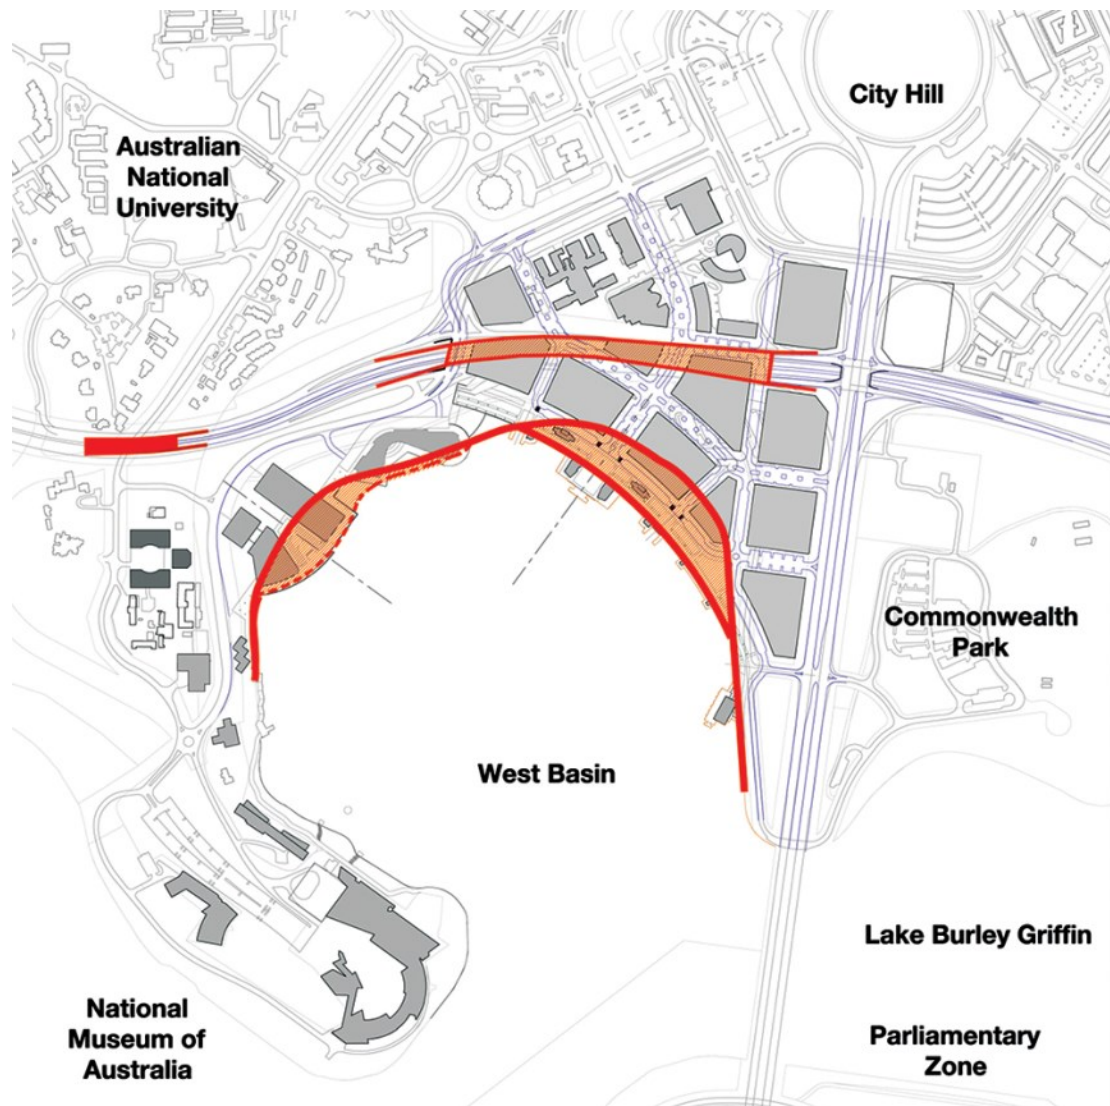 City Hill
Australian
National
University
Commonwealth
Park
West Basin
Lake Burley Griffin
National
Museum of
Australia
Parliamentary
Zone